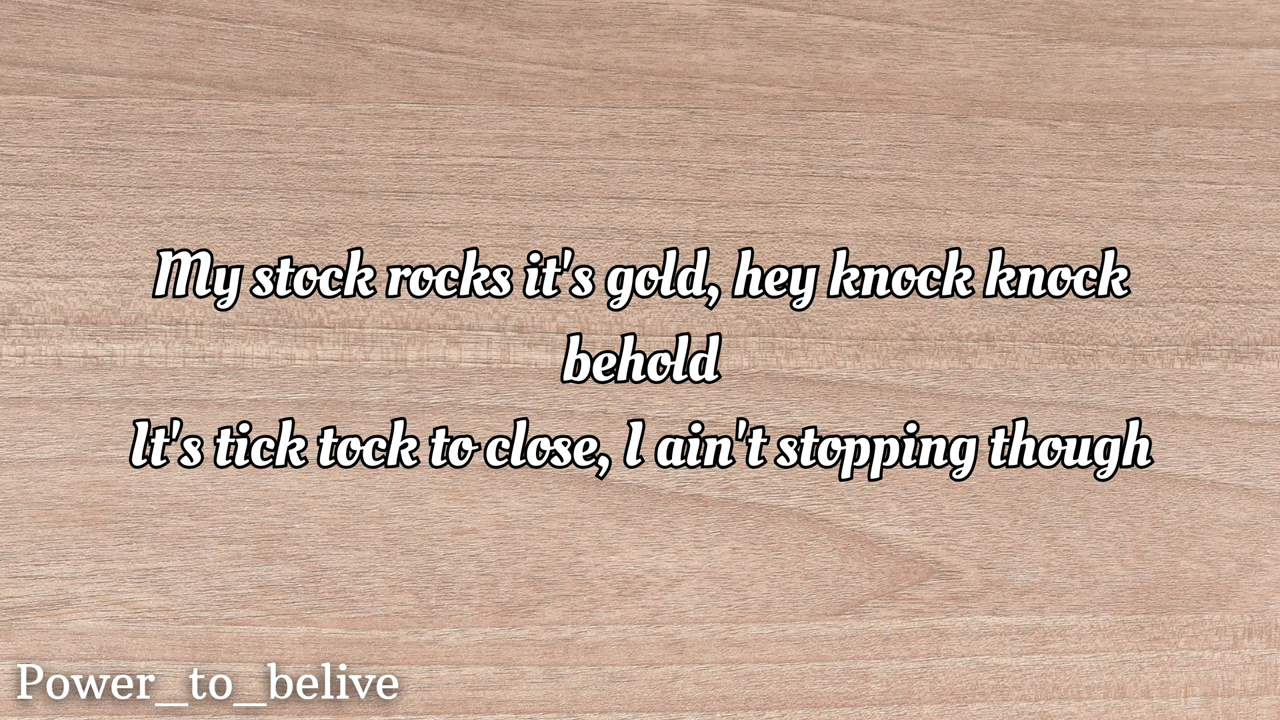 My stock rocks it's gold, hey knock knock
behold
It's tick tock to close, I ain't stopping though
Power_to_belive